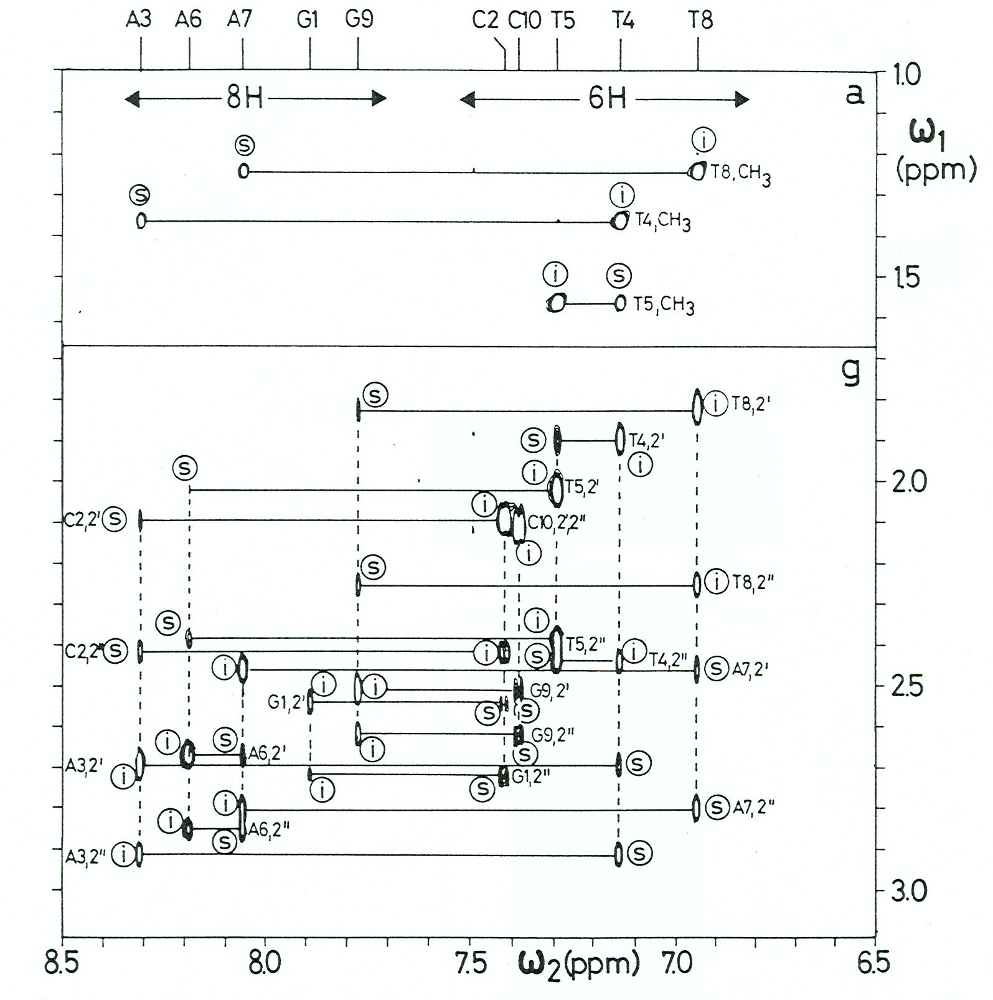 A3 A6 A7 G1 G9 C2 C10 T5 T4 T8
1.0
8H 6H a
ω1
(ppm)
s i
T8,CH3
s i
T4,CH3
1.5
i s
T5,CH3
g
s i T8,2'
s T4,2'
s i i
T5,2' 2.0
i
C2,2' s C10,2',2"
i
s i T8,2"
s i
T5,2"
C2,2" s i s i T4,2"
i s A7,2'
i i G9,2' 2.5
G1,2' s s
i s G9,2"
i s A6,2' i s
A3,2' i s
i s G1,2"
i s A7,2"
i A6,2"
s
A3,2" i s
3.0
8.5 8.0 7.5 ω2(ppm) 7.0 6.5